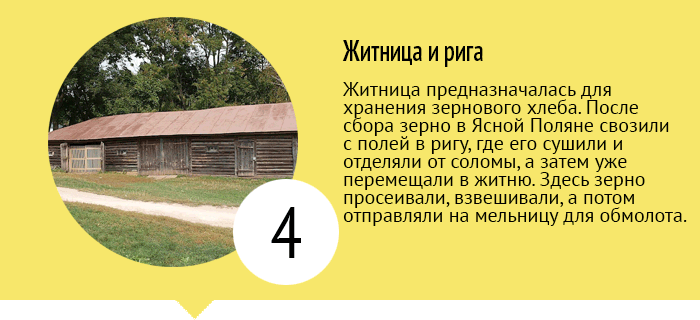 Житница и рига
Житница предназначалась для
хранения зернового хлеба. После
сбора зерно в Ясной Поляне свозили
с полей в ригу, где его сушили и
отделяли от соломы, а затем уже
перемещали в житню. Здесь зерно
просеивали, взвешивали, а потом
отправляли на мельницу для обмолота.
4